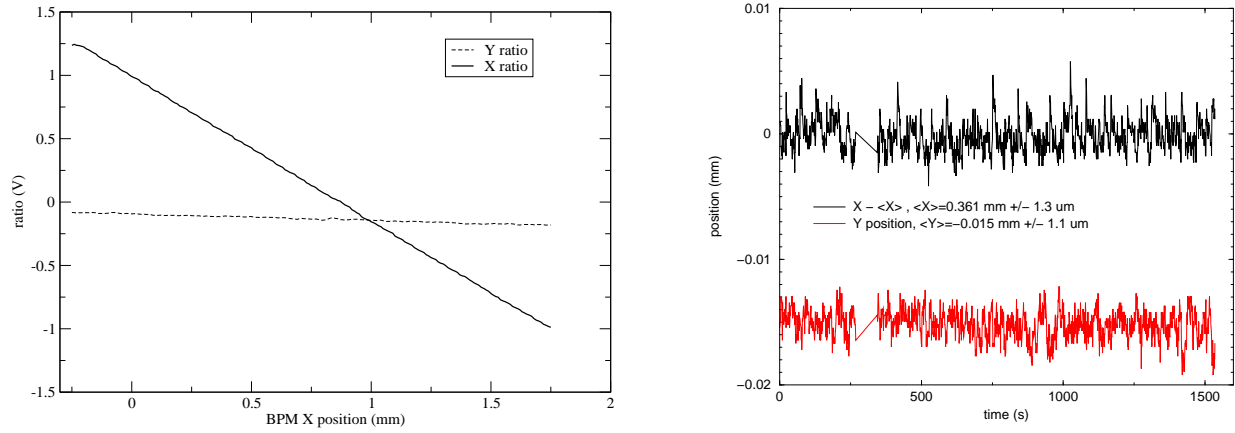 1.5
1
0.5
0
-0.5
-1
-1.5
ratio (V)
0
0.5
1
1.5
2
BPM X position (mm)
Y ratio
X ratio
0.01
0
−0.01
−0.02
position (mm)
0
500
1000
1500
time (s)
X − <X> , <X>=0.361 mm +/− 1.3 um
Y position, <Y>=−0.015 mm +/− 1.1 um